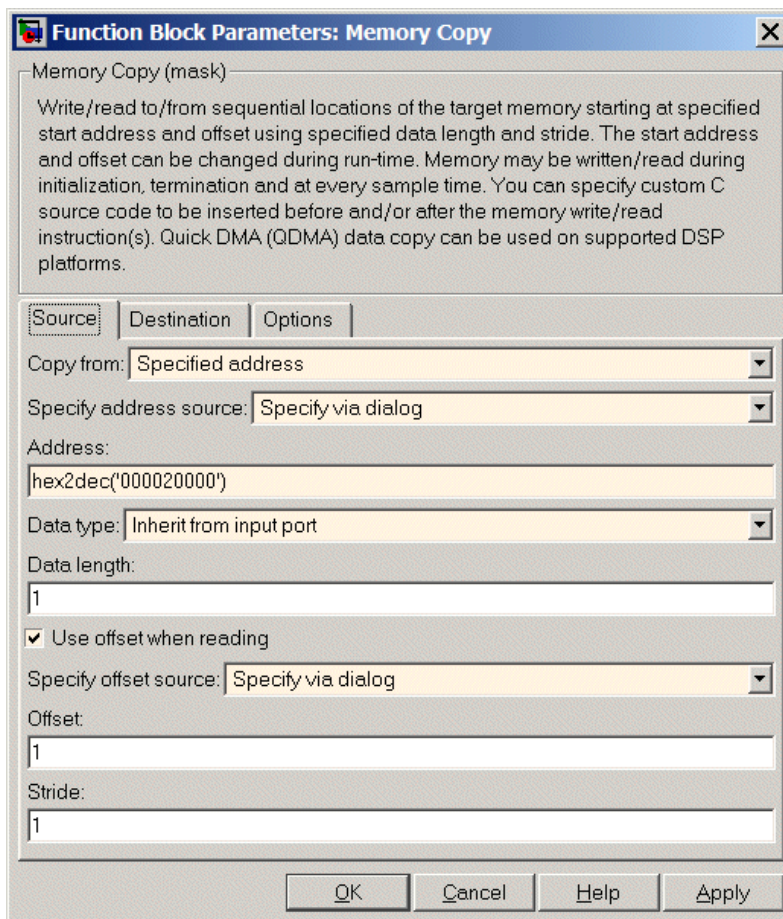 Function Block Parameters: Memory Copy
Memory Copy (mask)
Write/read to/from sequential locations of the target memory starting at specified
start address and offset using specified data length and stride. The start address
and offset can be changed during run-time. Memory may be written/read during
initialization, termination and at every sample time. You can specify custom C
source code to be inserted before and/or after the memory write/read
instruction(s). Quick DMA (QDMA) data copy can be used on supported DSP
platforms.
Source Destination Options
Copy from: Specified address
Specify address source: Specify via dialog
Address:
hex2dec('000020000')
Data type: Inherit from input port
Data length:
1
Use offset when reading
Specify offset source: Specify via dialog
Offset:
1
Stride:
1
OK Cancel Help Apply